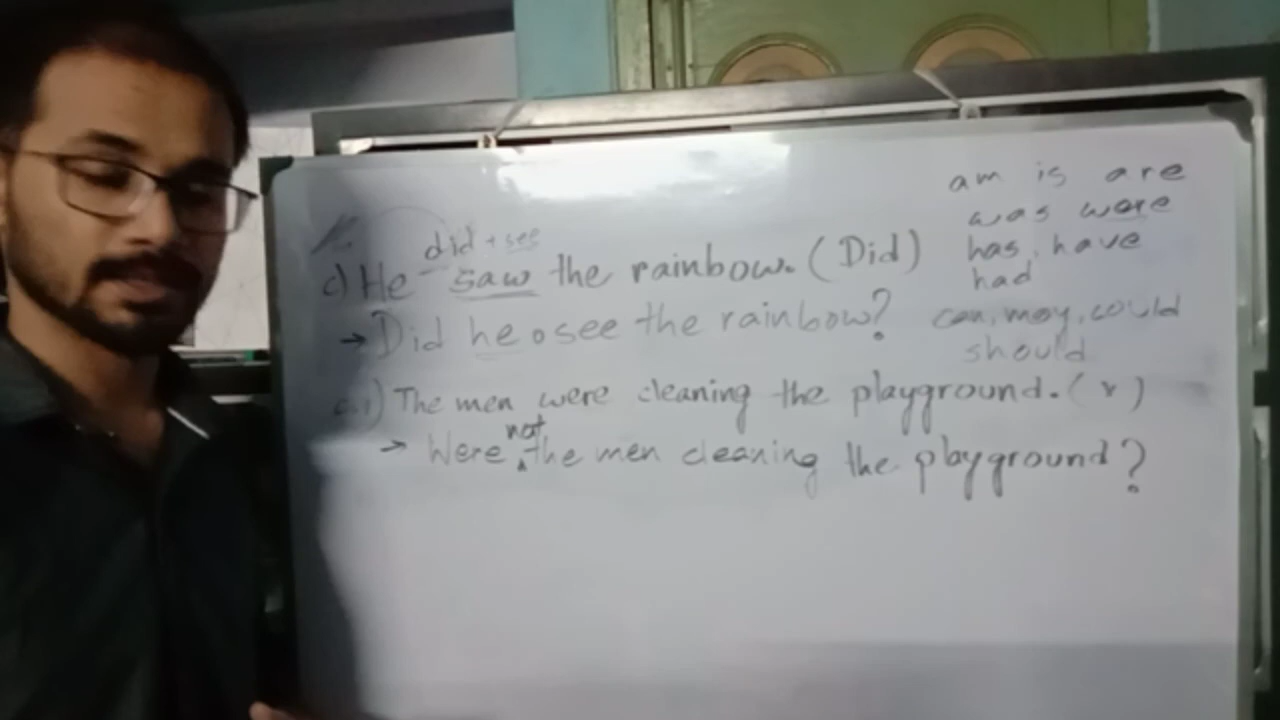 did + see
c) He saw the rainbow. (Did)
→ Did he see the rainbow?
The men were cleaning the playground. (v)
not
→ Were the men cleaning the playground?
am is are
was were
has, have
had
can, may, could
should